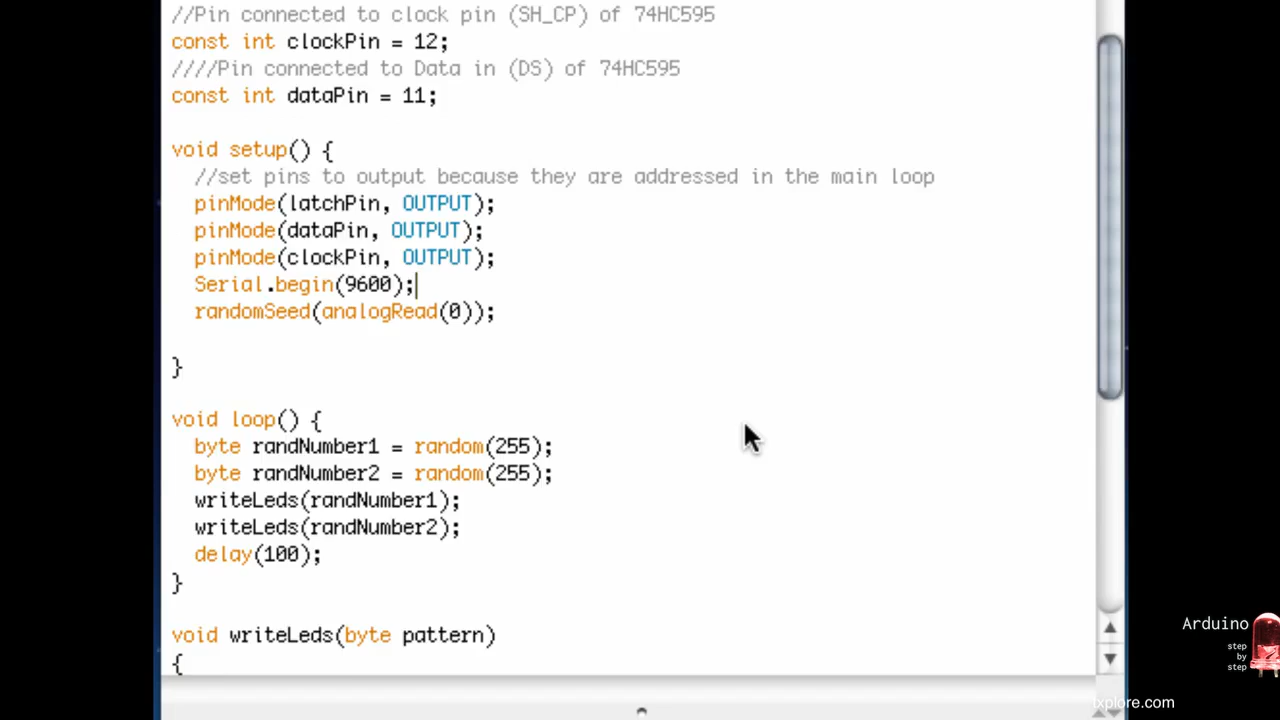 //Pin connected to clock pin (SH_CP) of 74HC595
const int clockPin = 12;
////Pin connected to Data in (DS) of 74HC595
const int dataPin = 11;
void setup() {
//set pins to output because they are addressed in the main loop
pinMode(latchPin, OUTPUT);
pinMode(dataPin, OUTPUT);
pinMode(clockPin, OUTPUT);
Serial.begin(9600);
randomSeed(analogRead(0));
}
void loop() {
byte randNumber1 = random(255);
byte randNumber2 = random(255);
writeLeds(randNumber1);
writeLeds(randNumber2);
delay(100);
}
void writeLeds(byte pattern)
{
Arduino
step
by
step
txplore.com